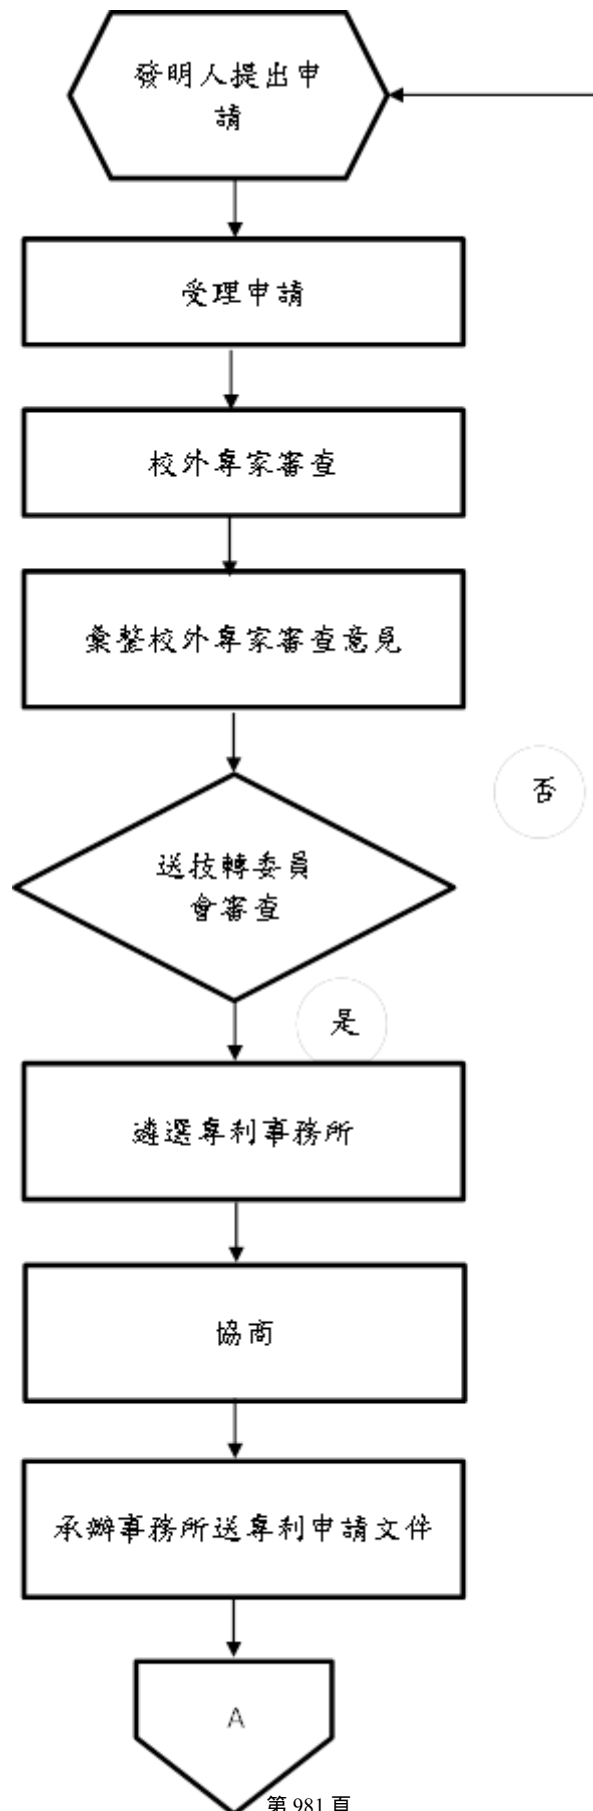 發明人提出申
請
受理申請
校外專家審查
彙整校外專家審查意見
否
送技轉委員
會審查
是
遴選專利事務所
協商
承辦事務所送專利申請文件
A
第 981 頁